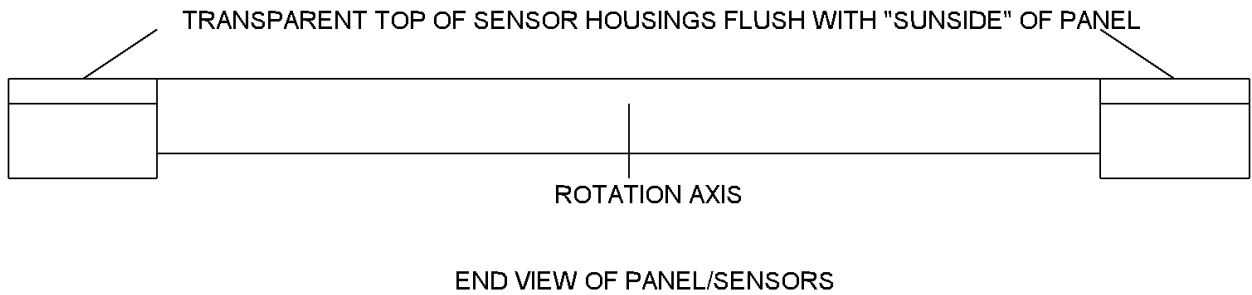 TRANSPARENT TOP OF SENSOR HOUSINGS FLUSH WITH "SUNSIDE" OF PANEL
ROTATION AXIS
END VIEW OF PANEL/SENSORS